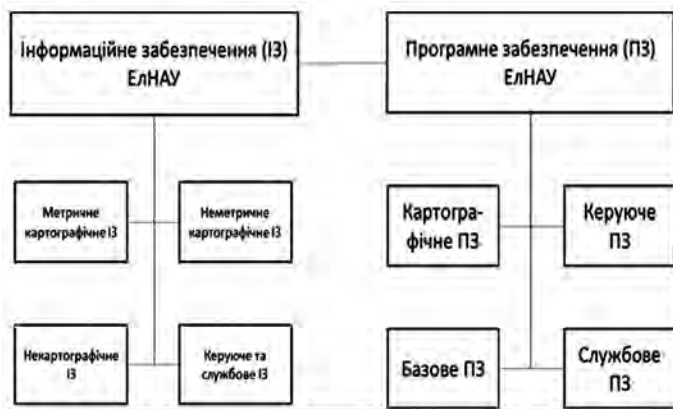 Інформаційне забезпечення (ІЗ)
ЕлНАУ
Програмне забезпечення (ПЗ)
ЕлНАУ
Метричне
картографічне ІЗ
Неметричне
картографічне ІЗ
Картогра-
фічне ПЗ
Керуюче
ПЗ
Некартографічне
ІЗ
Керуюче та
службове ІЗ
Базове ПЗ
Службове
ПЗ